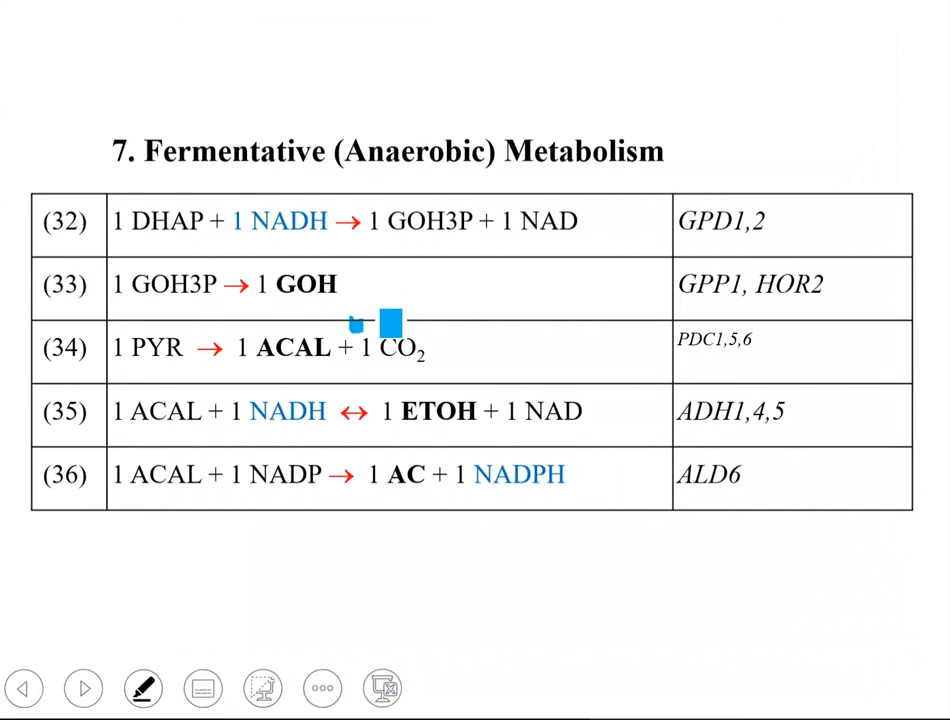 7. Fermentative (Anaerobic) Metabolism
(32) 1 DHAP + 1 NADH → 1 GOH3P + 1 NAD GPD1,2
(33) 1 GOH3P → 1 GOH GPP1, HOR2
(34) 1 PYR → 1 ACAL + 1 CO₂ PDC1,5,6
(35) 1 ACAL + 1 NADH ↔ 1 ETOH + 1 NAD ADH1,4,5
(36) 1 ACAL + 1 NADP → 1 AC + 1 NADPH ALD6